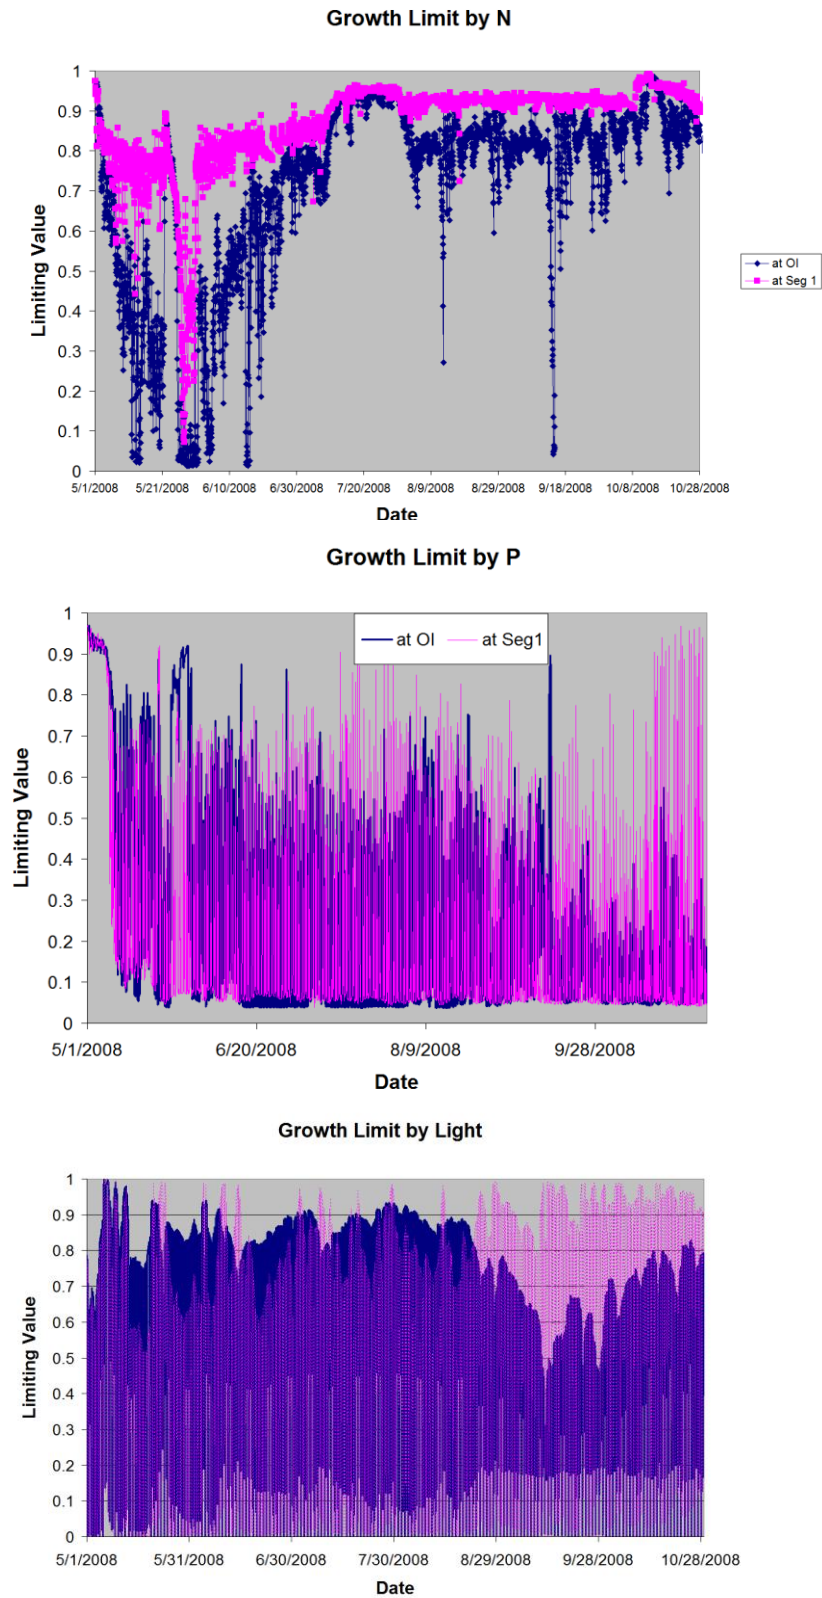 Growth Limit by N
1
0.9
0.8
0.7
0.6
0.5
0.4
0.3
0.2
0.1
0
Limiting Value
5/1/2008 5/21/2008 6/10/2008 6/30/2008 7/20/2008 8/9/2008 8/29/2008 9/18/2008 10/8/2008 10/28/2008
Date
at OI
at Seg 1
Growth Limit by P
at OI at Seg1
1
0.9
0.8
0.7
0.6
0.5
0.4
0.3
0.2
0.1
0
Limiting Value
5/1/2008 6/20/2008 8/9/2008 9/28/2008
Date
Growth Limit by Light
1
0.9
0.8
0.7
0.6
0.5
0.4
0.3
0.2
0.1
0
Limiting Value
5/1/2008 5/31/2008 6/30/2008 7/30/2008 8/29/2008 9/28/2008 10/28/2008
Date